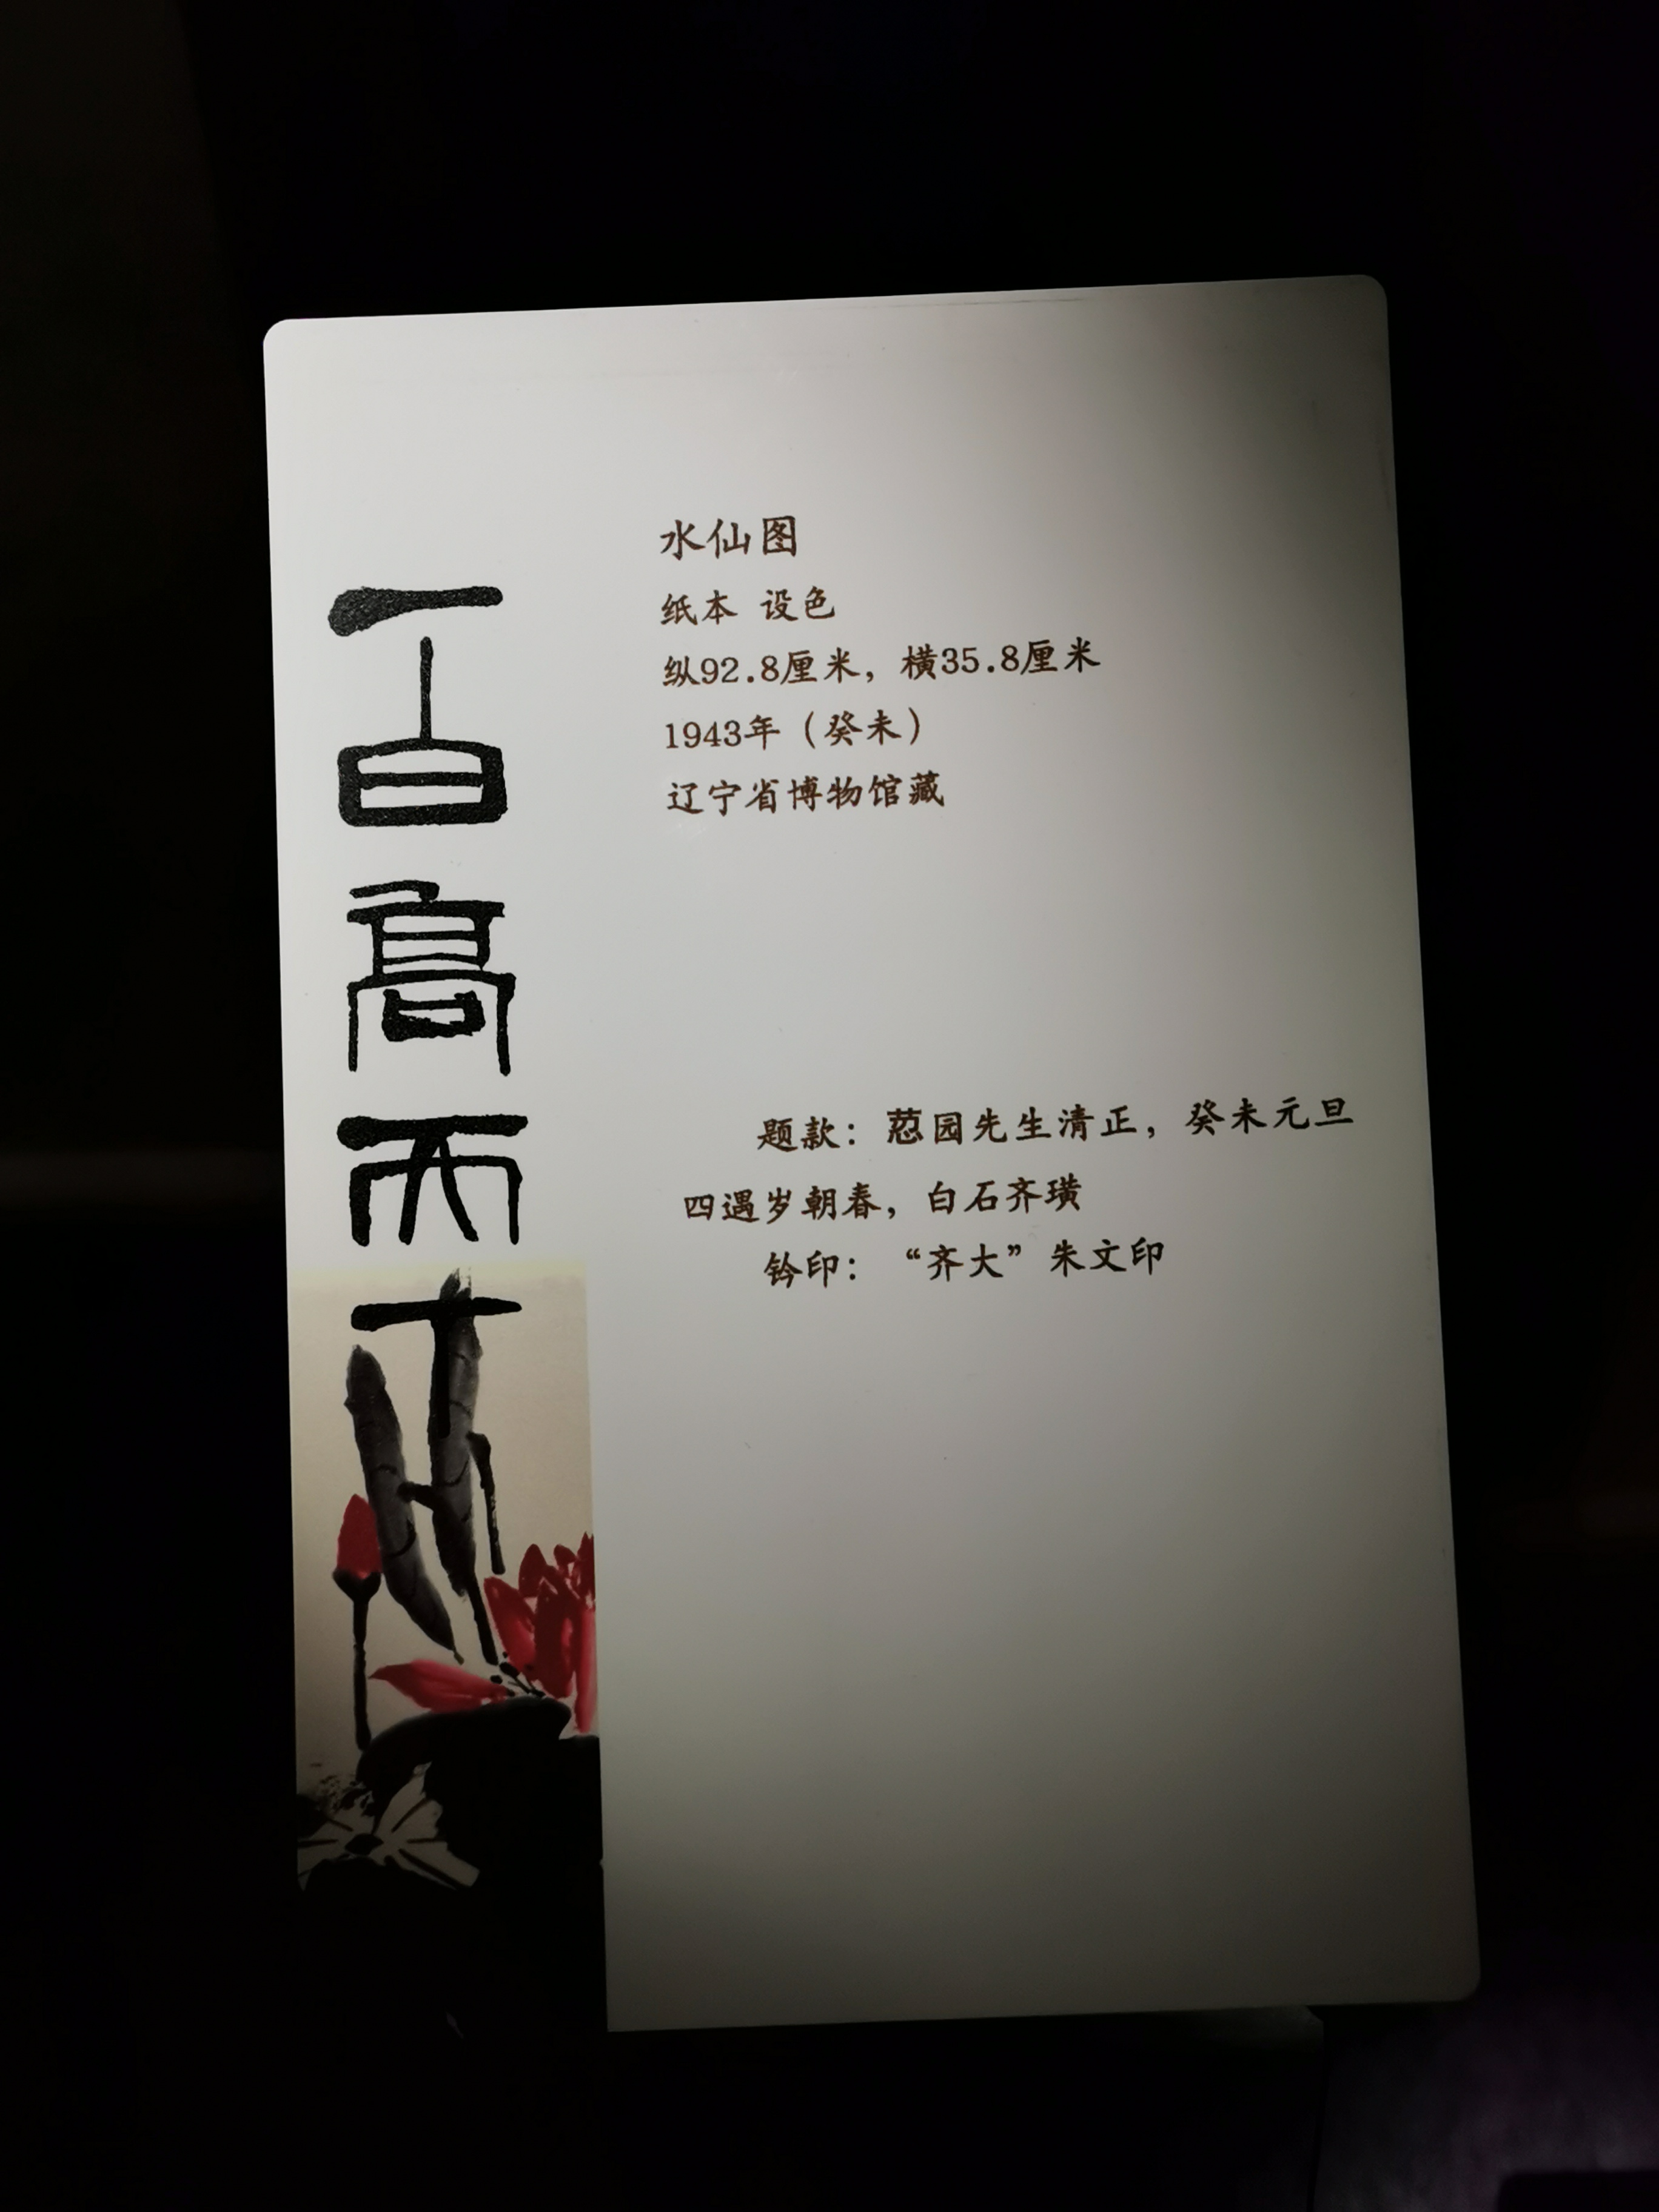 一白高天下
水仙图
纸本 设色
纵92.8厘米，横35.8厘米
1943年（癸未）
辽宁省博物馆藏
题款：荵园先生清正，癸未元旦
四遇岁朝春，白石齐璜
钤印：“齐大”朱文印